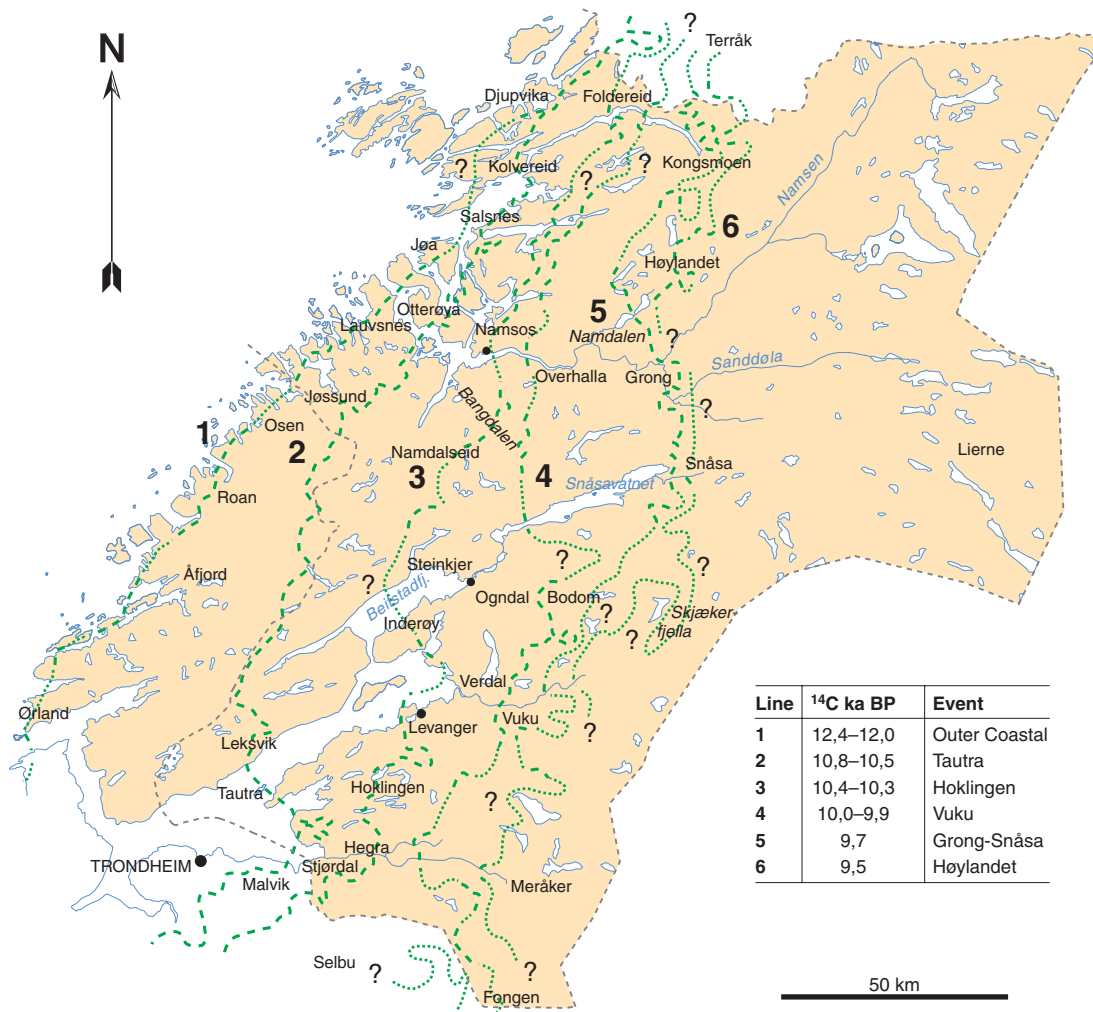 N
?
Terråk
Djupvika
Foldereid
?
Kolvereid
?
?
Kongsmoen
Namsen
Salsnes
6
Jøa
Høylandet
Otterøya
5
Lauvsnes
Namsos
Namdalen
?
Sanddøla
Overhalla
Grong
Jøssund
Bangdalen
?
Osen
1
2
Namdalseid
3
4
Snåsa
Lierne
Snåsavatnet
Roan
Åfjord
Steinkjer
?
?
?
Beitstadfj.
Ogndal
Bodom
?
Skjæker-
fjella
Inderøy
?
Verdal
Ørland
Levanger
Vuku
?
Leksvik
Tautra
Hoklingen
?
Hegra
TRONDHEIM
Stjørdal
Malvik
Meråker
Selbu
?
?
Fongen
Line 14C ka BP Event
1 12,4–12,0 Outer Coastal
2 10,8–10,5 Tautra
3 10,4–10,3 Hoklingen
4 10,0–9,9 Vuku
5 9,7 Grong-Snåsa
6 9,5 Høylandet
50 km